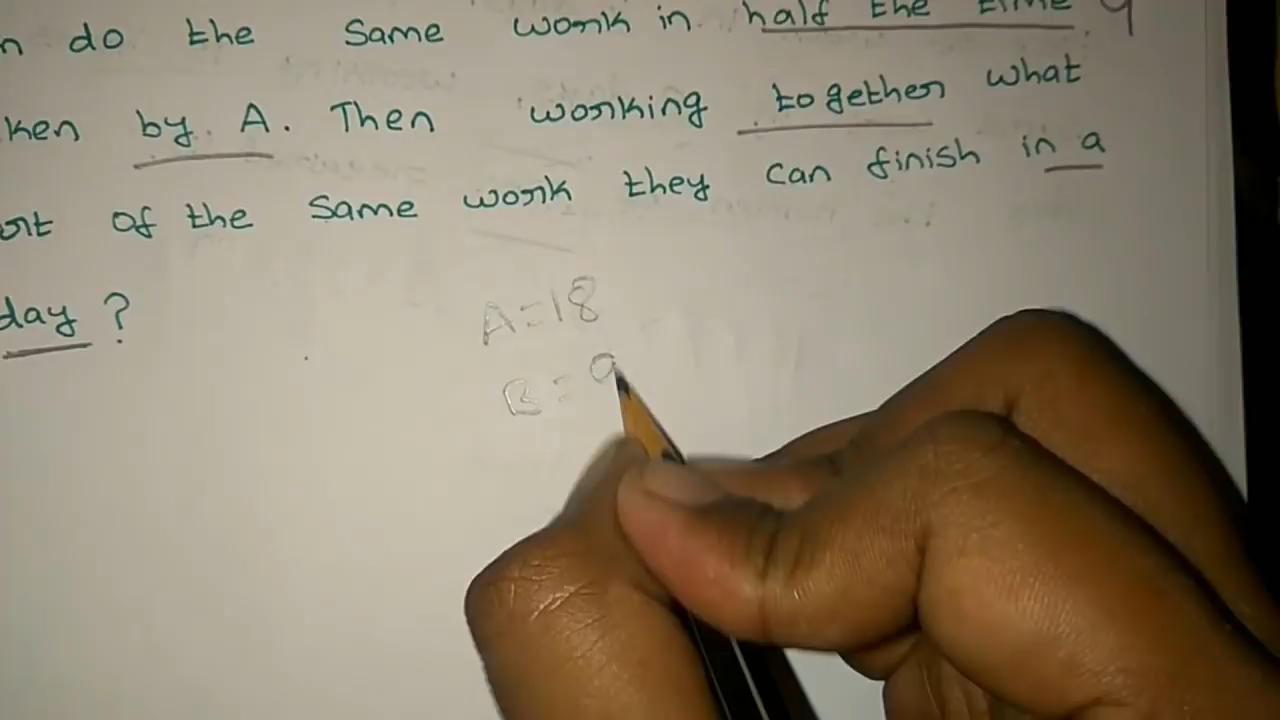 n do the same work in half the time
ken by A. Then working together what
ort of the same work they can finish in a
day ?
A=18
B=9